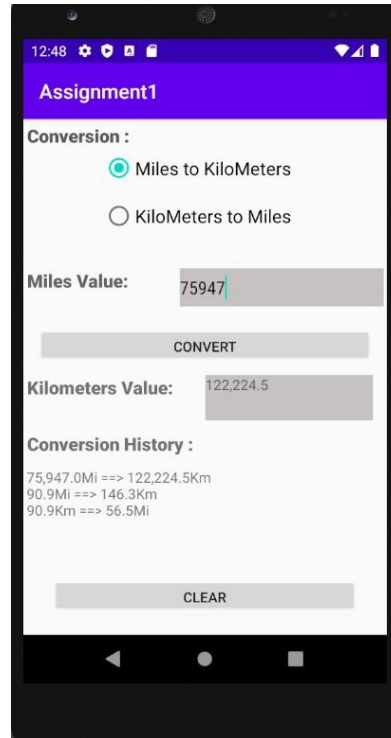 12:48
Assignment1
Conversion :
Miles to KiloMeters
KiloMeters to Miles
Miles Value: 75947
CONVERT
Kilometers Value: 122,224.5
Conversion History :
75,947.0Mi ==> 122,224.5Km
90.9Mi ==> 146.3Km
90.9Km ==> 56.5Mi
CLEAR